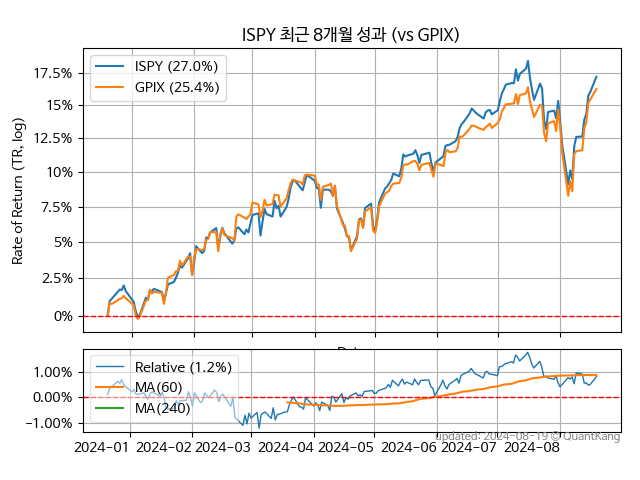 ISPY 최근 8개월 성과 (vs GPIX)
ISPY (27.0%)
GPIX (25.4%)
Rate of Return (TR, log)
17.5%
15%
12.5%
10%
7.5%
5%
2.5%
0%
Relative (1.2%)
MA(60)
MA(240)
1.00%
0.00%
−1.00%
2024−01 2024−02 2024−03 2024−04 2024−05 2024−06 2024−07 2024−08
updated: 2024-08-19 © QuantKang